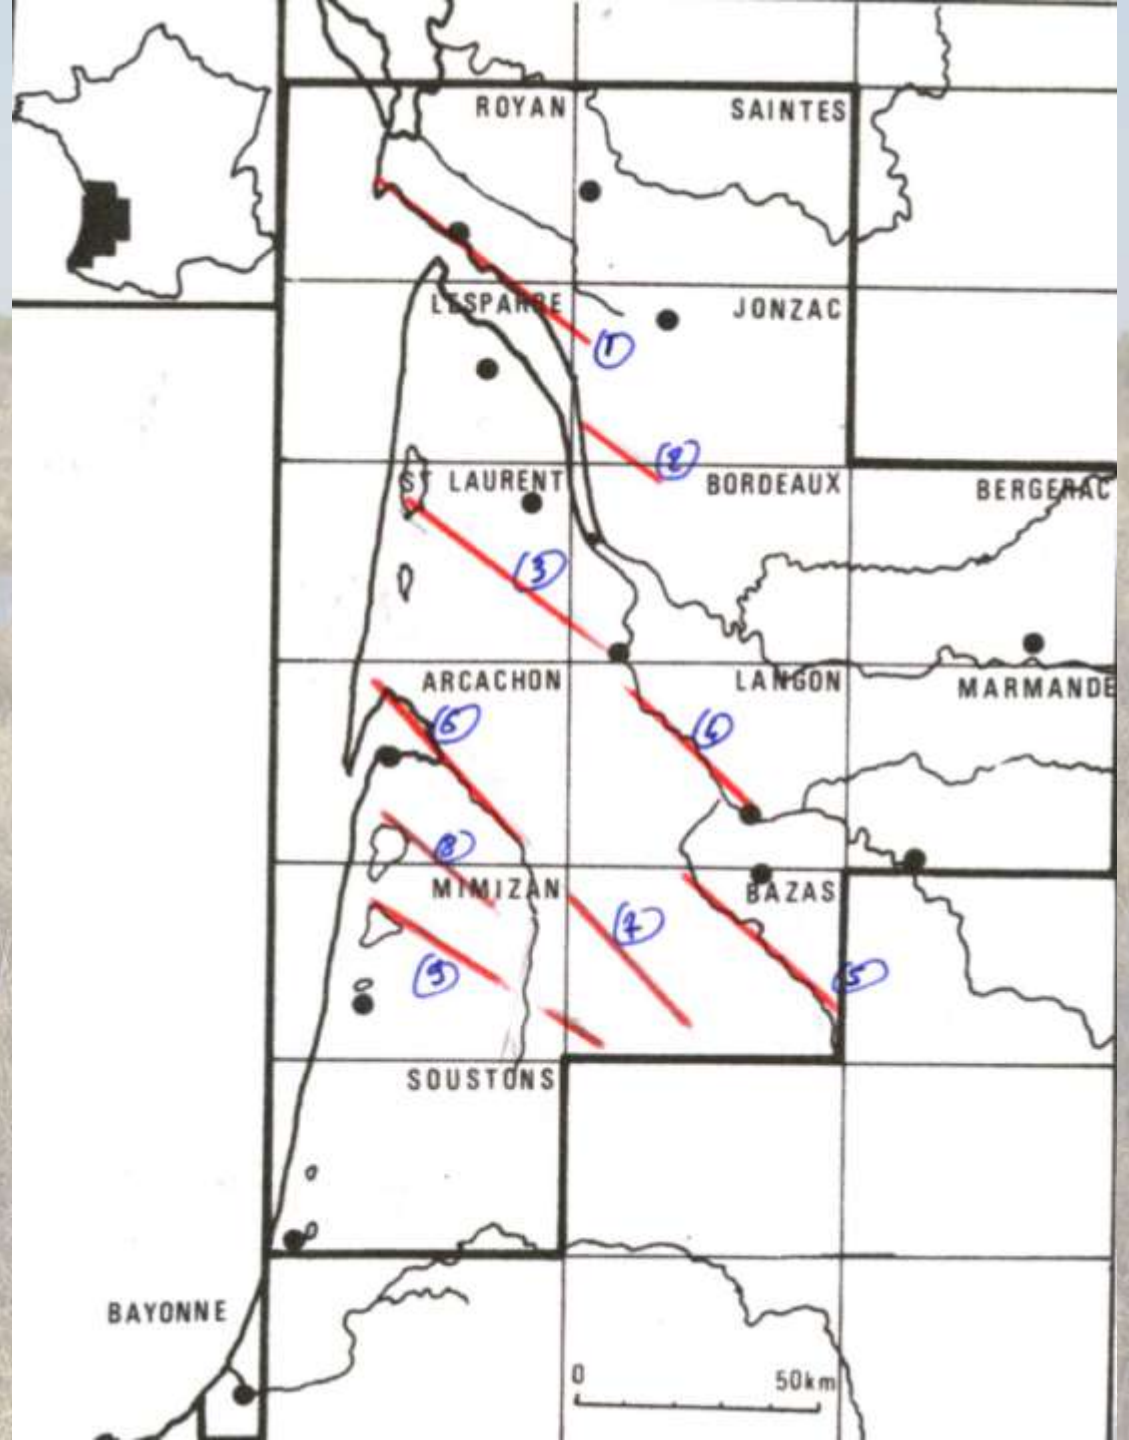 ROYAN
SAINTES
LESPARRE
JONZAC
1
2
ST LAURENT
BORDEAUX
BERGERAC
3
ARCACHON
LANGON
MARMANDE
6
4
8
MIMIZAN
BAZAS
7
9
5
SOUSTONS
BAYONNE
0 50km